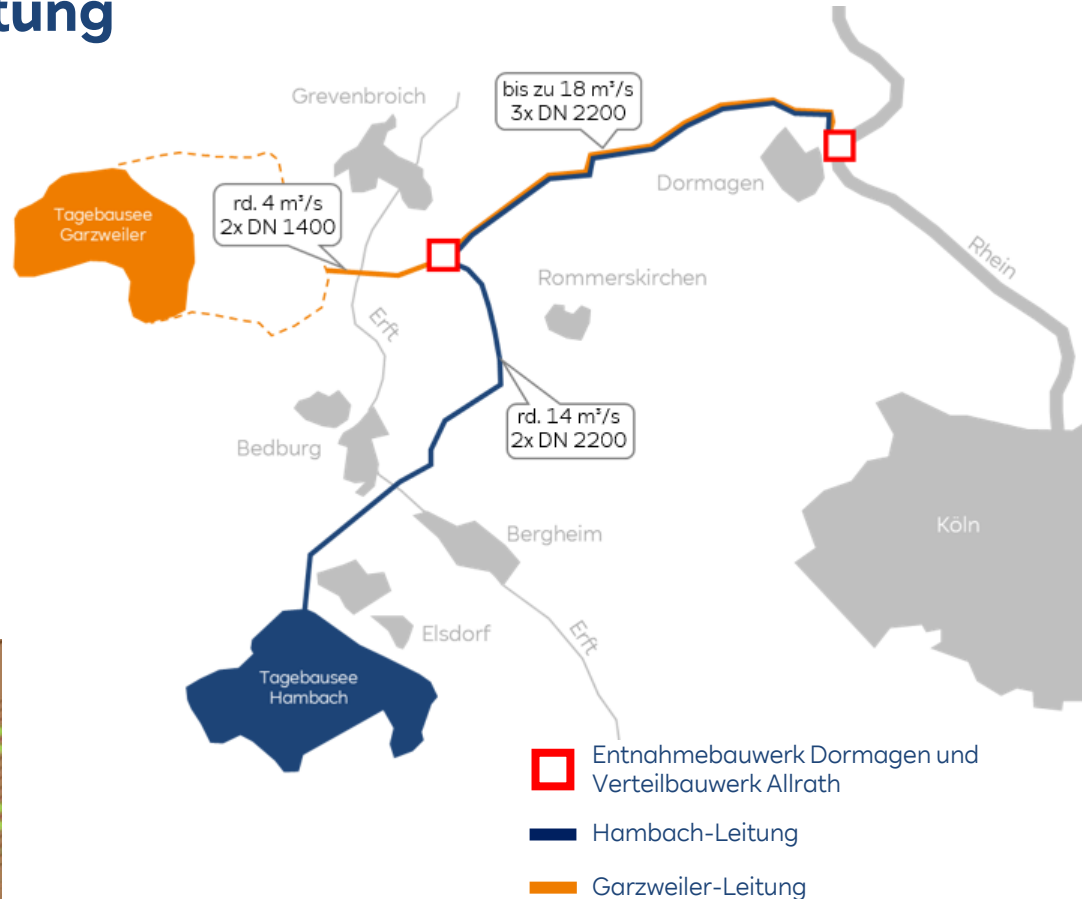 Grevenbroich
bis zu 18 m³/s
3x DN 2200
Dormagen
Tagebausee
Garzweiler
rd. 4 m³/s
2x DN 1400
Rhein
Rommerskirchen
Erft
rd. 14 m³/s
2x DN 2200
Bedburg
Bergheim
Köln
Elsdorf
Erft
Tagebausee
Hambach
Entnahmebauwerk Dormagen und
Verteilbauwerk Allrath
Hambach-Leitung
Garzweiler-Leitung